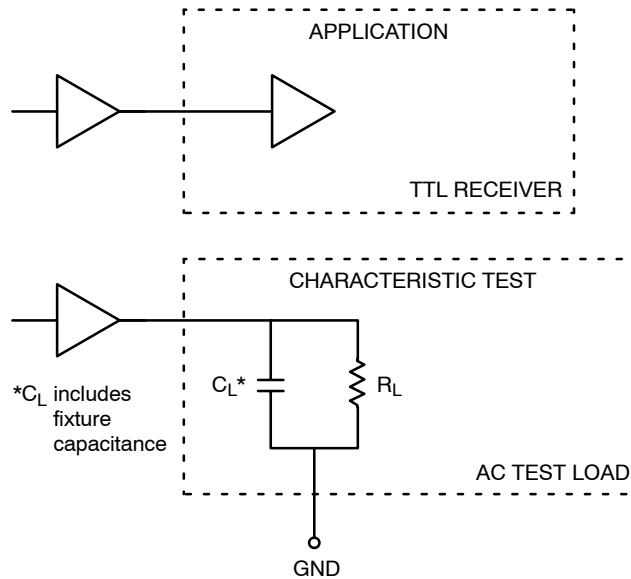 APPLICATION
TTL RECEIVER
CHARACTERISTIC TEST
*CL includes
fixture
capacitance
CL*
RL
AC TEST LOAD
GND